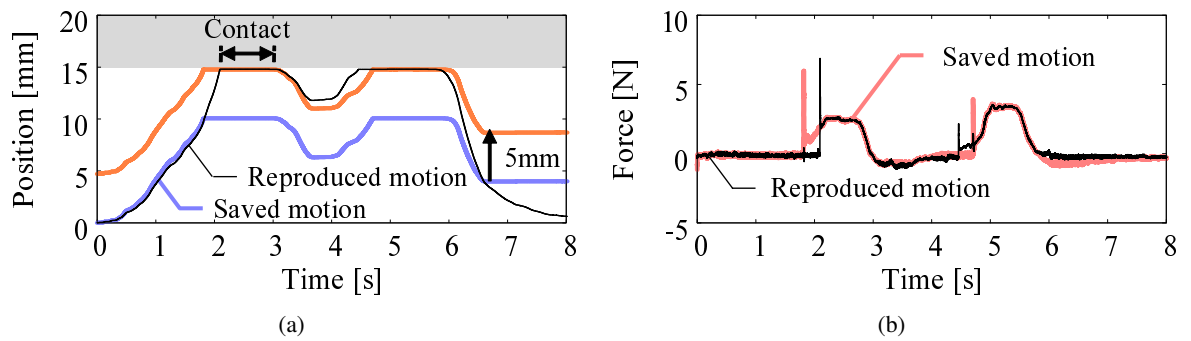 20
15
10
5
0
Position [mm]
Contact
5mm
Reproduced motion
Saved motion
0 1 2 3 4 5 6 7 8
Time [s]
(a)
10
5
0
-5
Force [N]
Saved motion
Reproduced motion
0 1 2 3 4 5 6 7 8
Time [s]
(b)